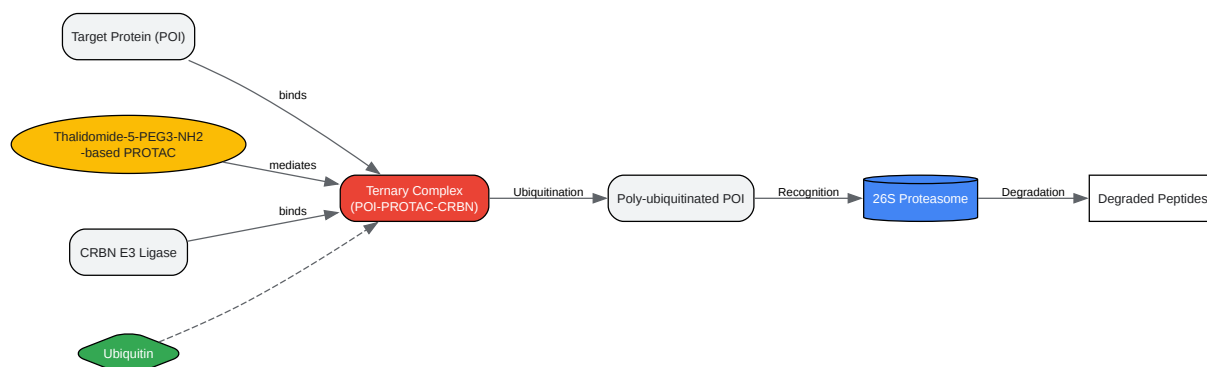 Target Protein (POI)
binds
Thalidomide-5-PEG3-NH2
-based PROTAC
mediates
Ternary Complex
(POI-PROTAC-CRBN)
Ubiquitination
Poly-ubiquitinated POI
Recognition
26S Proteasome
Degradation
Degraded Peptides
binds
CRBN E3 Ligase
Ubiquitin